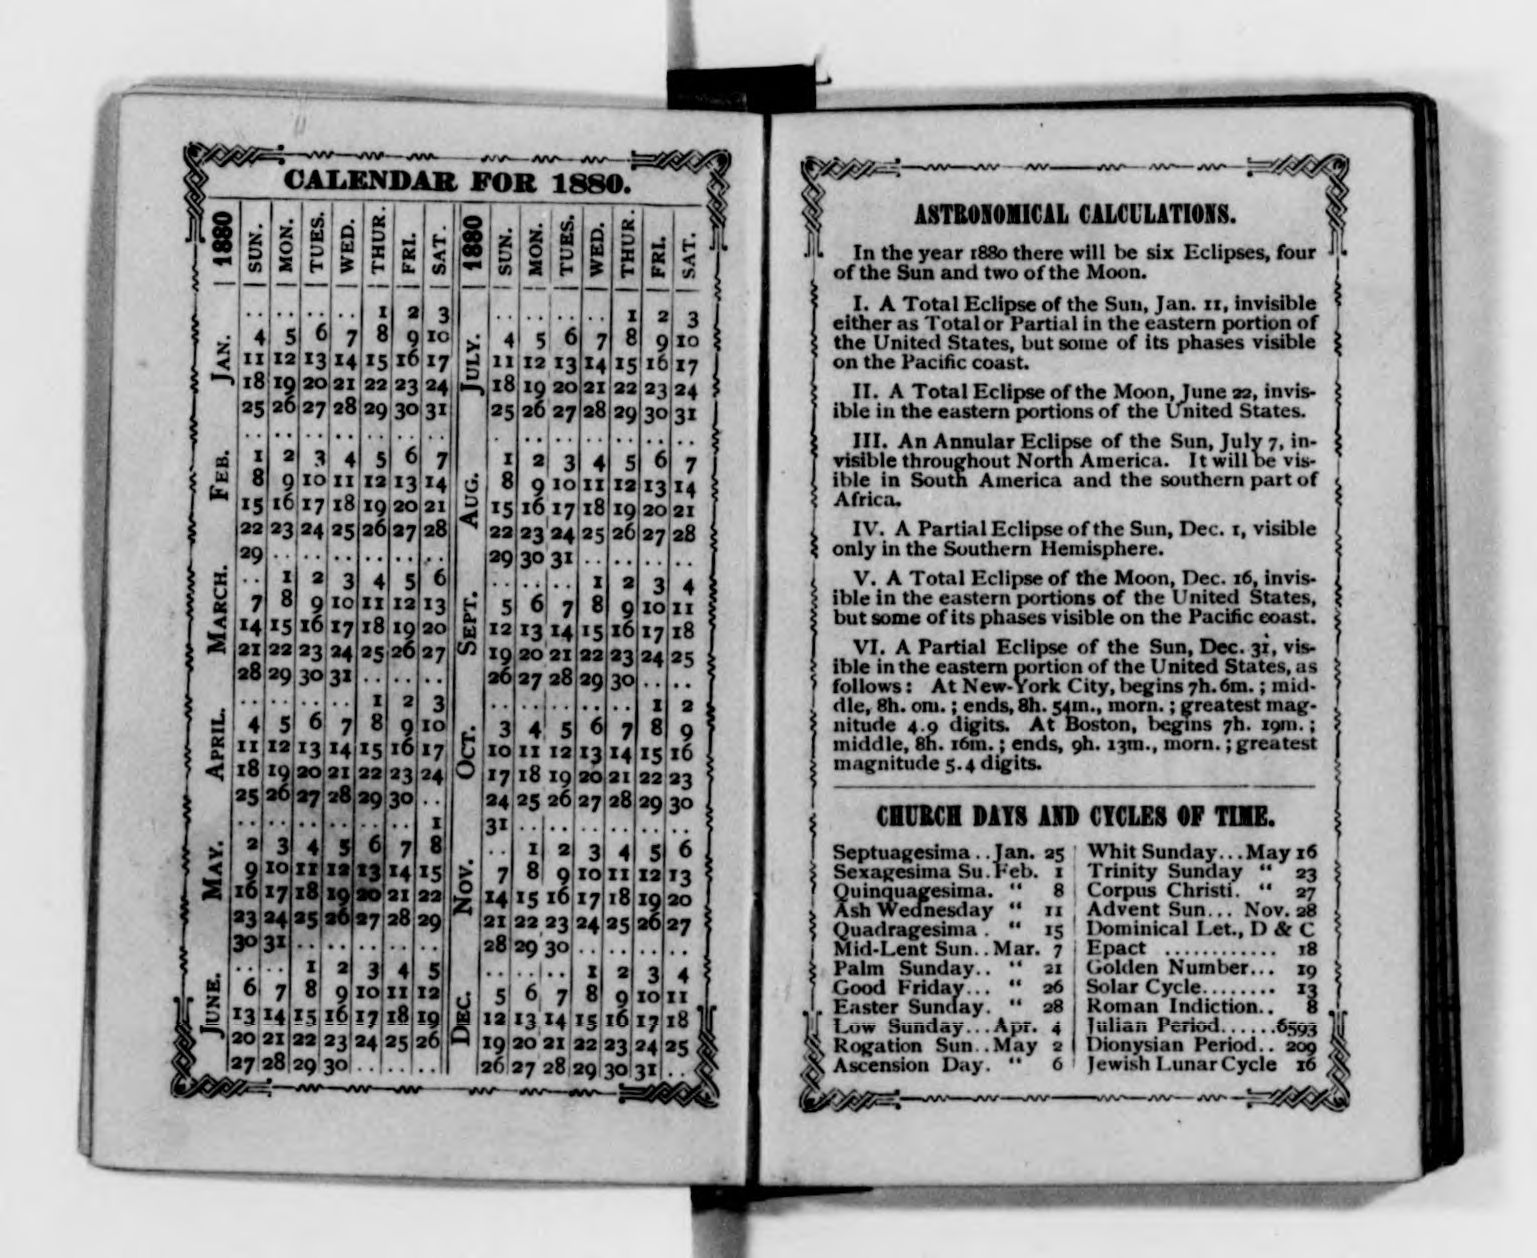 CALENDAR FOR 1880.
1880 SUN. MON. TUES. WED. THUR. FRI. SAT.
JAN.
.. .. .. .. 1 2 3
4 5 6 7 8 9 10
11 12 13 14 15 16 17
18 19 20 21 22 23 24
25 26 27 28 29 30 31
FEB.
.. .. .. .. .. .. ..
1 2 3 4 5 6 7
8 9 10 11 12 13 14
15 16 17 18 19 20 21
22 23 24 25 26 27 28
29 .. .. .. .. .. ..
MARCH.
.. 1 2 3 4 5 6
7 8 9 10 11 12 13
14 15 16 17 18 19 20
21 22 23 24 25 26 27
28 29 30 31 .. .. ..
APRIL.
.. .. .. .. 1 2 3
4 5 6 7 8 9 10
11 12 13 14 15 16 17
18 19 20 21 22 23 24
25 26 27 28 29 30 ..
MAY.
.. .. .. .. .. .. 1
2 3 4 5 6 7 8
9 10 11 12 13 14 15
16 17 18 19 20 21 22
23 24 25 26 27 28 29
30 31 .. .. .. .. ..
JUNE.
.. .. 1 2 3 4 5
6 7 8 9 10 11 12
13 14 15 16 17 18 19
20 21 22 23 24 25 26
27 28 29 30 .. .. ..
1880 SUN. MON. TUES. WED. THUR. FRI. SAT.
JULY.
.. .. .. .. 1 2 3
4 5 6 7 8 9 10
11 12 13 14 15 16 17
18 19 20 21 22 23 24
25 26 27 28 29 30 31
AUG.
. .. .. .. .. .. ..
1 2 3 4 5 6 7
8 9 10 11 12 13 14
15 16 17 18 19 20 21
22 23 24 25 26 27 28
29 30 31 .. .. .. ..
SEPT.
.. .. .. 1 2 3 4
5 6 7 8 9 10 11
12 13 14 15 16 17 18
19 20 21 22 23 24 25
26 27 28 29 30 .. ..
OCT.
.. .. .. .. .. 1 2
3 4 5 6 7 8 9
10 11 12 13 14 15 16
17 18 19 20 21 22 23
24 25 26 27 28 29 30
31 .. .. .. .. .. ..
NOV.
.. 1 2 3 4 5 6
7 8 9 10 11 12 13
14 15 16 17 18 19 20
21 22 23 24 25 26 27
28 29 30 .. .. .. ..
DEC.
.. .. .. 1 2 3 4
5 6 7 8 9 10 11
12 13 14 15 16 17 18
19 20 21 22 23 24 25
26 27 28 29 30 31 ..
ASTRONOMICAL CALCULATIONS.
In the year 1880 there will be six Eclipses, four
of the Sun and two of the Moon.
I. A Total Eclipse of the Sun, Jan. 11, invisible
either as Total or Partial in the eastern portion of
the United States, but some of its phases visible
on the Pacific coast.
II. A Total Eclipse of the Moon, June 22, invis-
ible in the eastern portions of the United States.
III. An Annular Eclipse of the Sun, July 7, in-
visible throughout North America. It will be vis-
ible in South America and the southern part of
Africa.
IV. A Partial Eclipse of the Sun, Dec. 1, visible
only in the Southern Hemisphere.
V. A Total Eclipse of the Moon, Dec. 16, invis-
ible in the eastern portions of the United States,
but some of its phases visible on the Pacific coast.
VI. A Partial Eclipse of the Sun, Dec. 31, vis-
ible in the eastern portion of the United States, as
follows: At New-York City, begins 7h. 6m.; mid-
dle, 8h. 0m.; ends, 8h. 54m., morn.; greatest mag-
nitude 4.9 digits. At Boston, begins 7h. 19m.;
middle, 8h. 16m.; ends, 9h. 13m., morn.; greatest
magnitude 5.4 digits.
CHURCH DAYS AND CYCLES OF TIME.
Septuagesima..Jan. 25
Sexagesima Su.Feb. 1
Quinquagesima. " 8
Ash Wednesday " 11
Quadragesima . " 15
Mid-Lent Sun..Mar. 7
Palm Sunday.. " 21
Good Friday... " 26
Easter Sunday. " 28
Low Sunday...Apr. 4
Rogation Sun..May 2
Ascension Day. " 6
Whit Sunday...May 16
Trinity Sunday " 23
Corpus Christi. " 27
Advent Sun... Nov. 28
Dominical Let., D & C
Epact ............ 18
Golden Number... 19
Solar Cycle........ 13
Roman Indiction.. 8
Julian Period......6593
Dionysian Period.. 209
Jewish Lunar Cycle 16